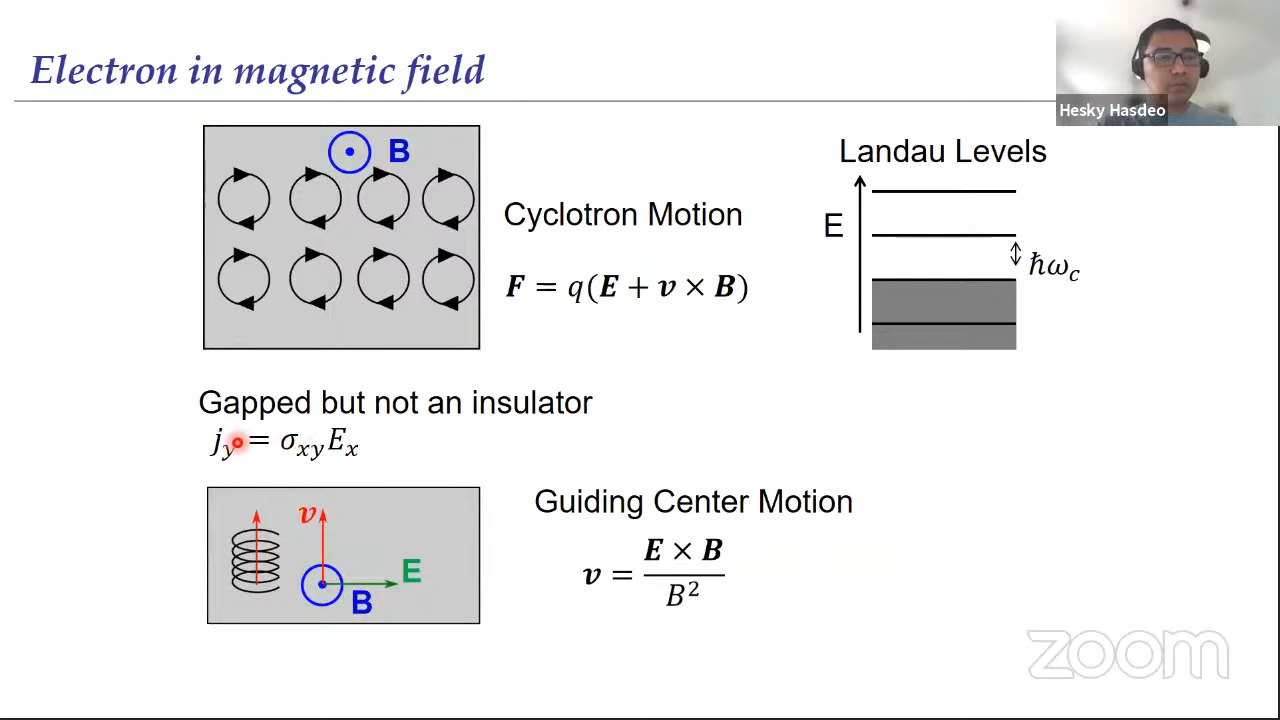 Electron in magnetic field
Hesky Hasdeo
B
Cyclotron Motion
F = q(E + v × B)
Landau Levels
E
ℏω_c
Gapped but not an insulator
j_y = σ_xy E_x
v
E
B
Guiding Center Motion
v = E × B / B²
zoom